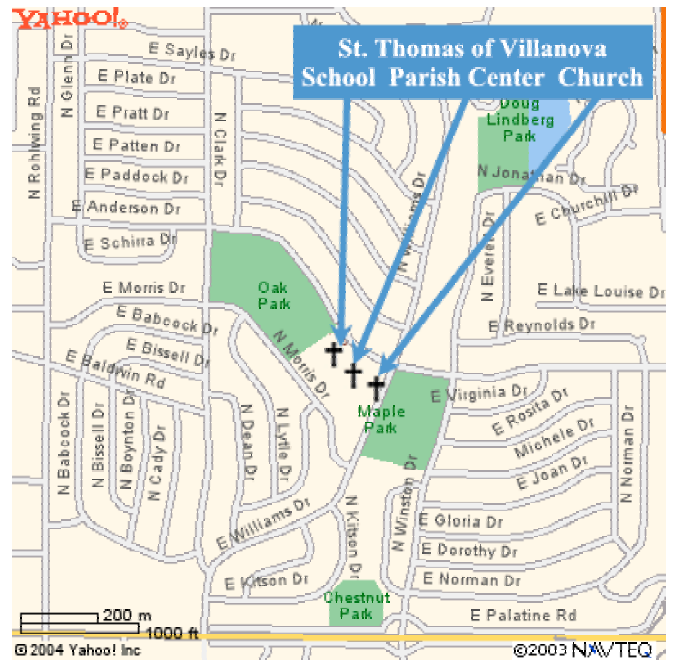 YAHOO!®
St. Thomas of Villanova
School Parish Center Church
Doug
Lindberg
Park
N Rohlwing Rd
N Glenn Dr
E Sayles Dr
E Plate Dr
E Pratt Dr
E Patten Dr
E Paddock Dr
E Anderson Dr
E Schirra Dr
N Clark Dr
N Williams Dr
N Jonathan Dr
E Churchill Dr
N Everett Dr
E Lake Louise Dr
E Reynolds Dr
Oak
Park
E Morris Dr
E Babcock Dr
E Bissell Dr
E Baldwin Rd
N Morris Dr
N Babcock Dr
N Bissell Dr
N Boynton Dr
N Cady Dr
N Dean Dr
N Lytle Dr
Maple
Park
E Virginia Dr
E Rosita Dr
Michele Dr
E Joan Dr
N Norman Dr
E Williams Dr
N Kitson Dr
N Winston Dr
E Gloria Dr
E Dorothy Dr
E Norman Dr
E Kitson Dr
Chestnut
Park
E Palatine Rd
200 m
1000 ft
©2004 Yahoo! Inc
©2003 NAVTEQ